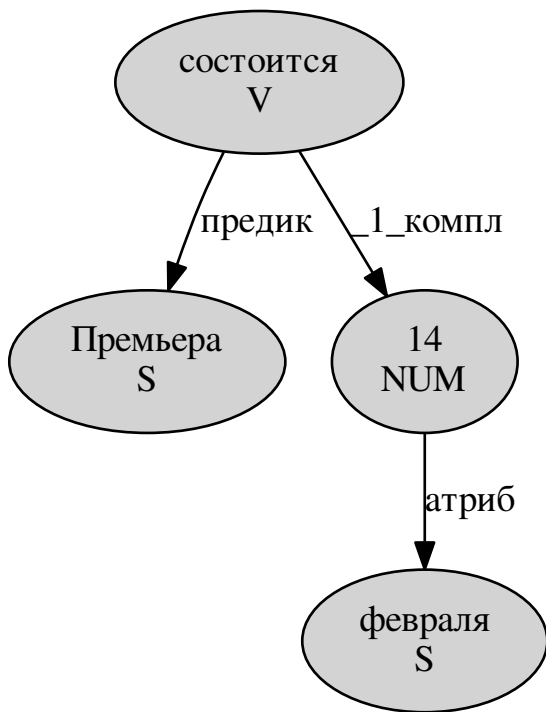 состоится
V
предик
_1_компл
Премьера
S
14
NUM
атриб
февраля
S